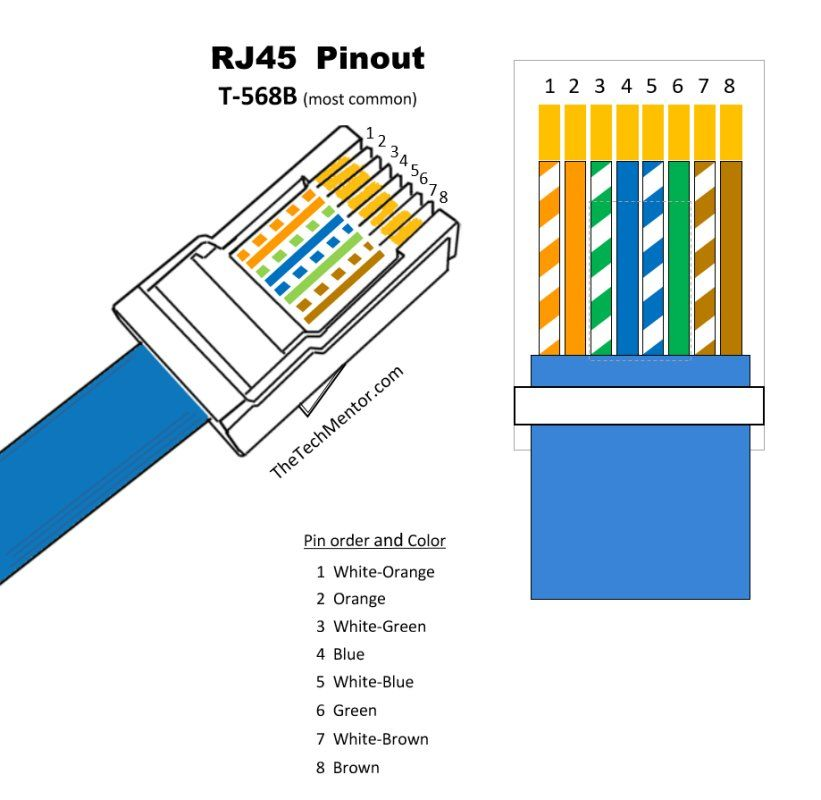 RJ45 Pinout
T-568B (most common)
1 2 3 4 5 6 7 8
1 2 3 4 5 6 7 8
TheTechMentor.com
Pin order and Color
1 White-Orange
2 Orange
3 White-Green
4 Blue
5 White-Blue
6 Green
7 White-Brown
8 Brown